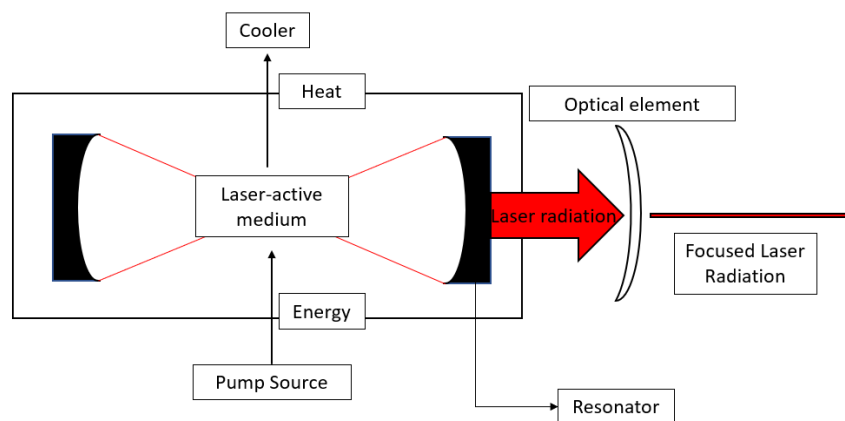 Cooler
Heat
Optical element
Laser-active
medium
Laser radiation
Focused Laser
Radiation
Energy
Pump Source
Resonator